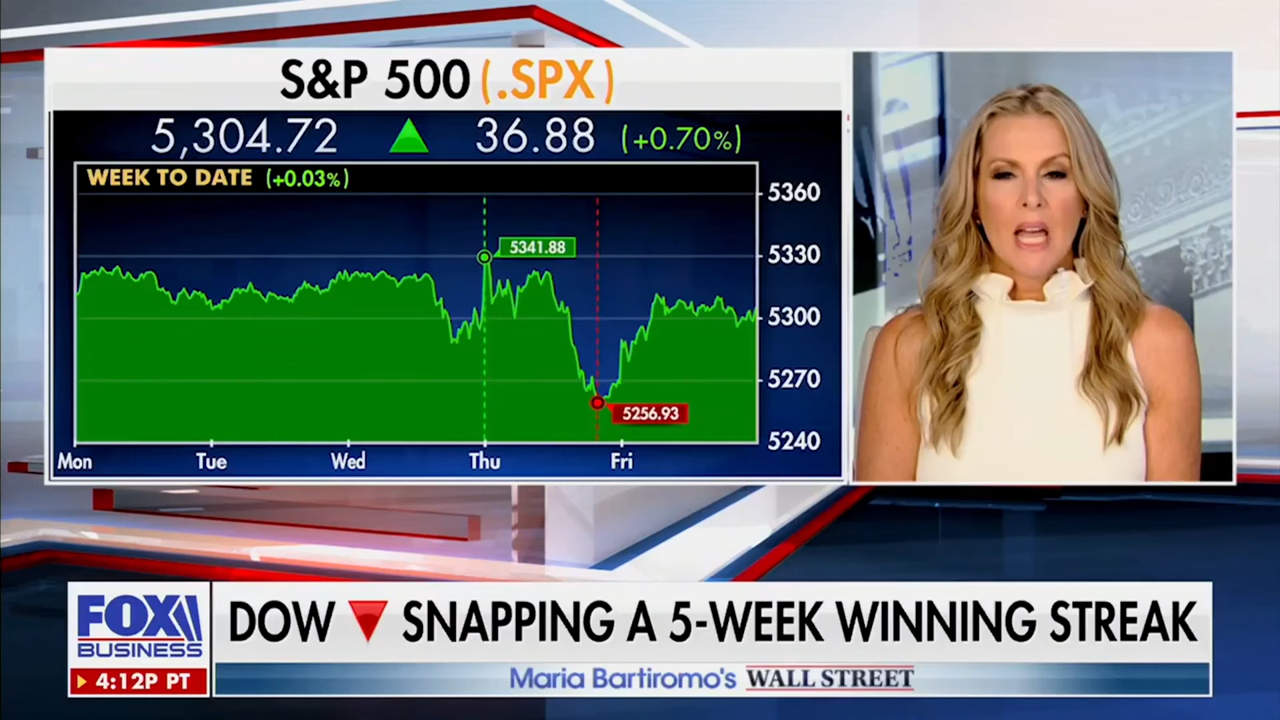 S&P 500 (.SPX)
5,304.72 ▲ 36.88 (+0.70%)
WEEK TO DATE (+0.03%)
5360
5341.88
5330
5300
5270
5256.93
5240
Mon Tue Wed Thu Fri
FOX
BUSINESS
4:12P PT
DOW ▼ SNAPPING A 5-WEEK WINNING STREAK
Maria Bartiromo's WALL STREET